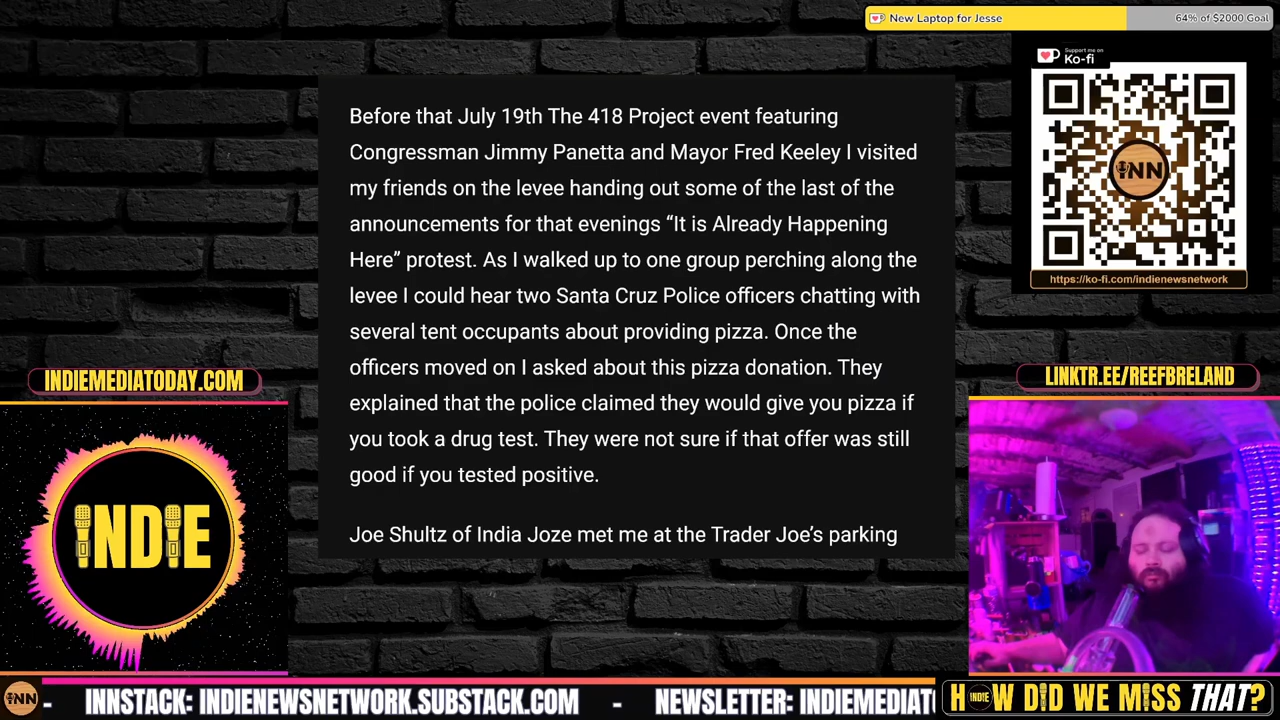 New Laptop for Jesse
64% of $2000 Goal
Support me on
Ko-fi
iNN
https://ko-fi.com/indienewsnetwork
Before that July 19th The 418 Project event featuring
Congressman Jimmy Panetta and Mayor Fred Keeley I visited
my friends on the levee handing out some of the last of the
announcements for that evenings “It is Already Happening
Here” protest. As I walked up to one group perching along the
levee I could hear two Santa Cruz Police officers chatting with
several tent occupants about providing pizza. Once the
officers moved on I asked about this pizza donation. They
explained that the police claimed they would give you pizza if
you took a drug test. They were not sure if that offer was still
good if you tested positive.
Joe Shultz of India Joze met me at the Trader Joe’s parking
INDIEMEDIATODAY.COM
LINKTR.EE/REEFBRELAND
INDIE
iNN - INNSTACK: INDIENEWSNETWORK.SUBSTACK.COM - NEWSLETTER: INDIEMEDIAT
HOW DID WE MISS THAT?
INDIE